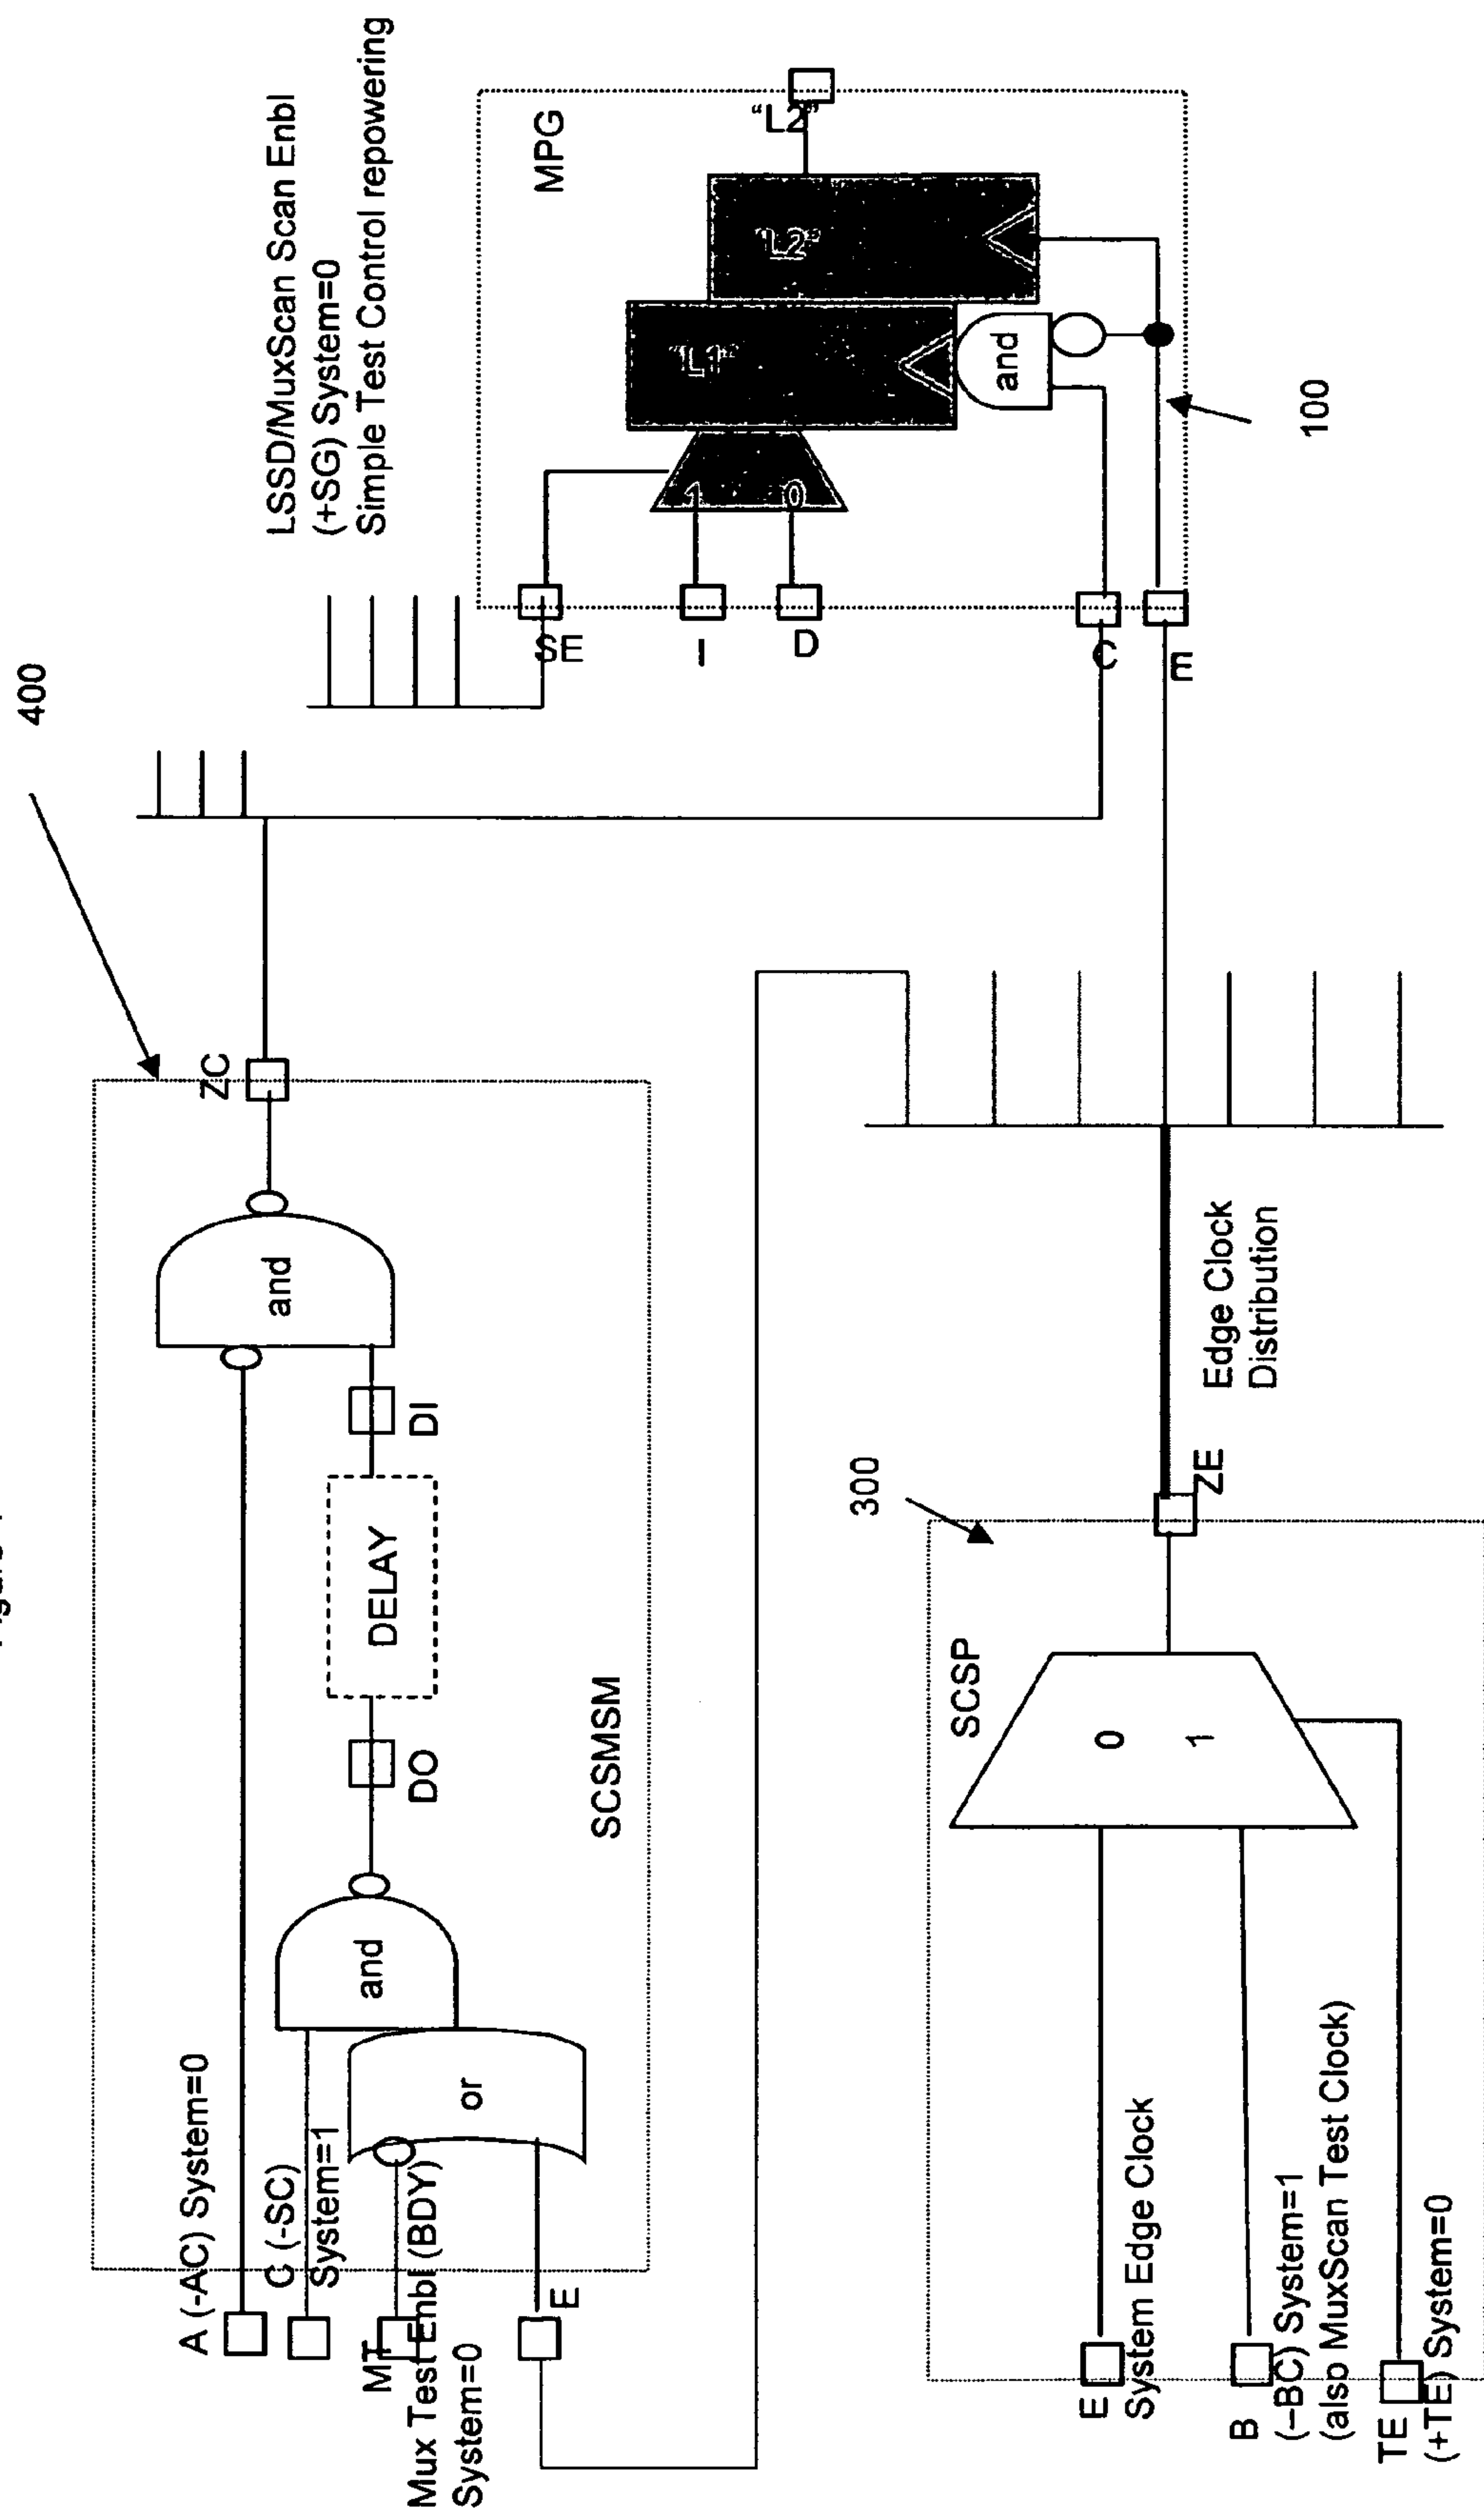 400
LSSD/MuxScan Scan Enbl
(+SG) System=0
Simple Test Control repowering
A (-AC) System=0
C (-SC)
System=1
MT
Mux Test Enbl (BDY)
System=0
E
or
and
DO
DELAY
DI
and
ZC
SCSMSM
MPG
SE
I
D
C
E
1
0
"L1"
"L2"
"L2"
and
100
300
SCSP
E
System Edge Clock
B
(–BC) System=1
(also MuxScan Test Clock)
TE
(+TE) System=0
0
1
ZE
Edge Clock
Distribution